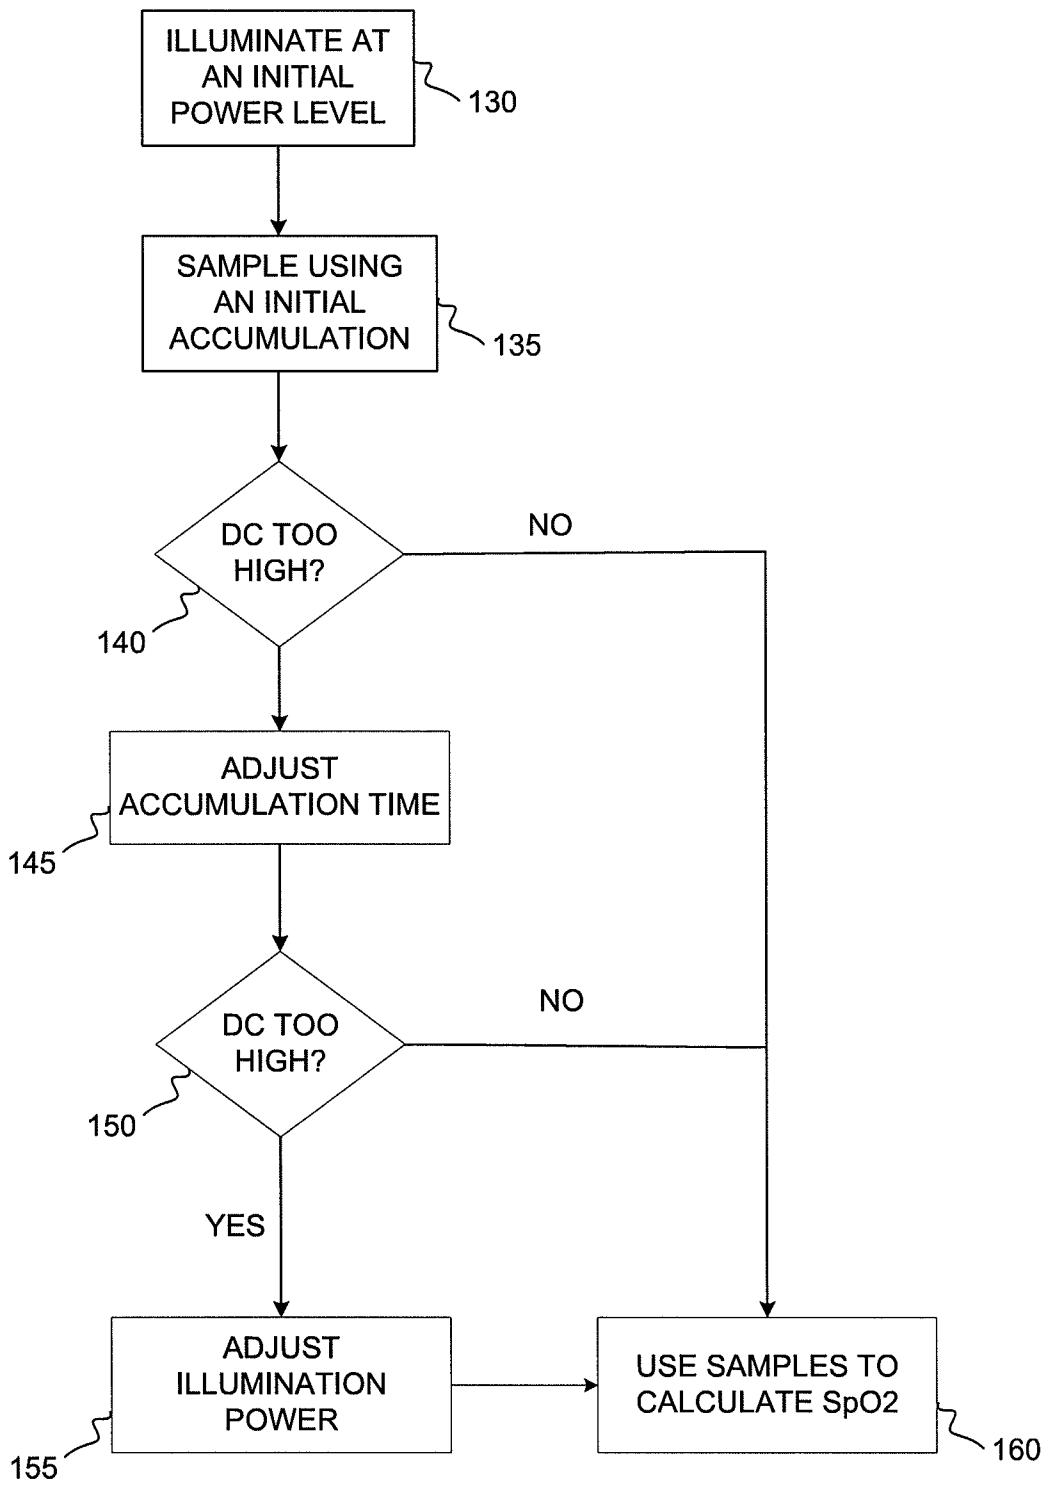 ILLUMINATE AT
AN INITIAL
POWER LEVEL
130
SAMPLE USING
AN INITIAL
ACCUMULATION
135
DC TOO
HIGH?
NO
140
ADJUST
ACCUMULATION TIME
145
DC TOO
HIGH?
NO
150
YES
ADJUST
ILLUMINATION
POWER
155
USE SAMPLES TO
CALCULATE SpO2
160